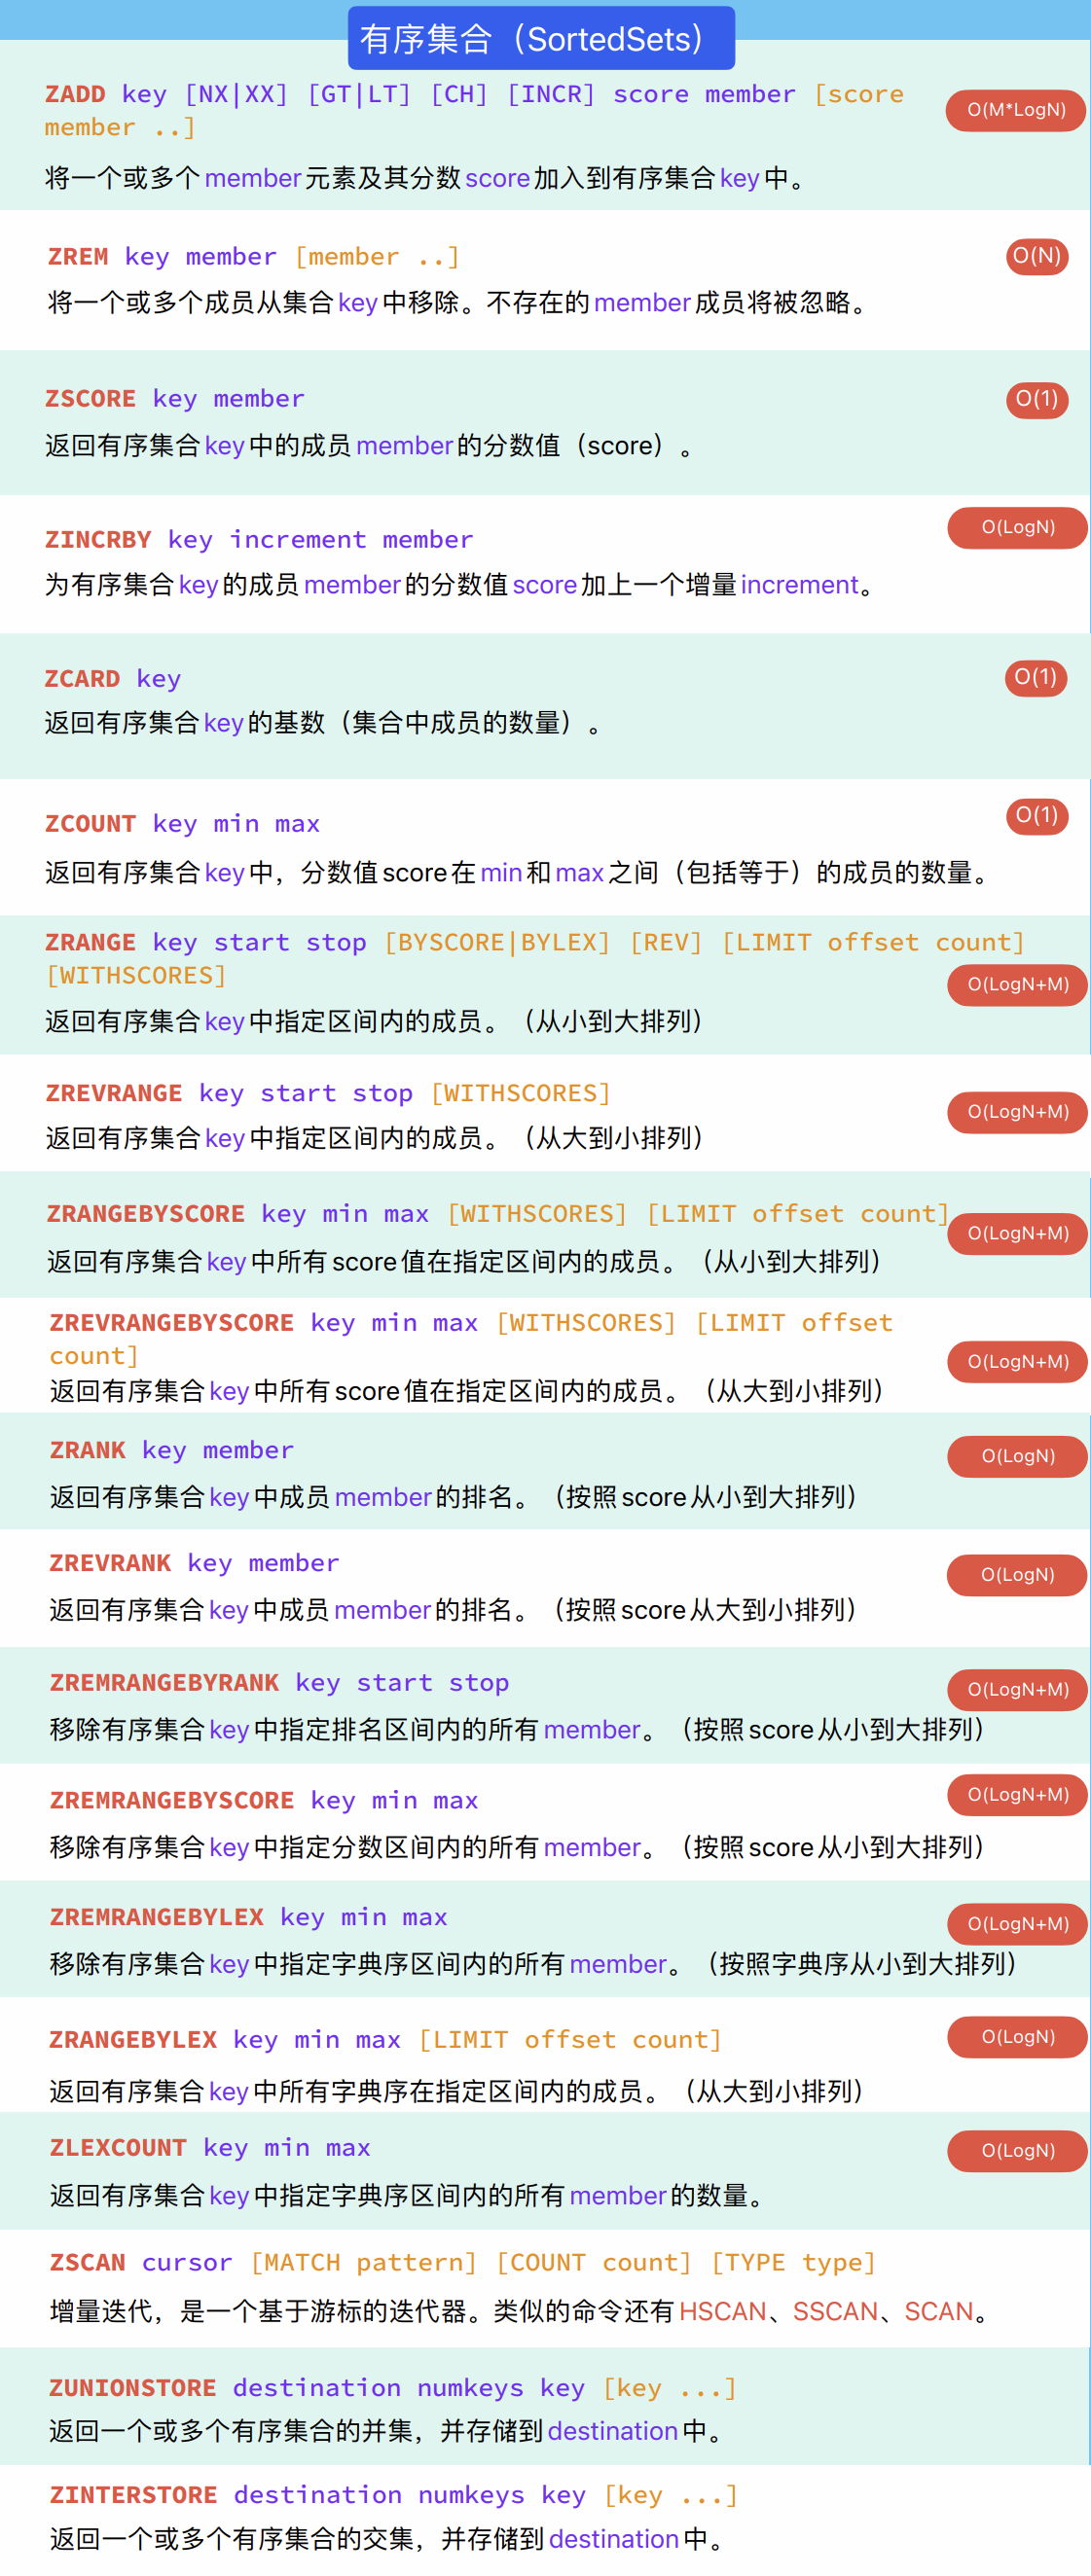 有序集合（SortedSets）
ZADD key [NX|XX] [GT|LT] [CH] [INCR] score member [score
member ..]
O(M*LogN)
将一个或多个member元素及其分数score加入到有序集合key中。
ZREM key member [member ..]
O(N)
将一个或多个成员从集合key中移除。不存在的member成员将被忽略。
ZSCORE key member
O(1)
返回有序集合key中的成员member的分数值（score）。
ZINCRBY key increment member
O(LogN)
为有序集合key的成员member的分数值score加上一个增量increment。
ZCARD key
O(1)
返回有序集合key的基数（集合中成员的数量）。
ZCOUNT key min max
O(1)
返回有序集合key中，分数值score在min和max之间（包括等于）的成员的数量。
ZRANGE key start stop [BYSCORE|BYLEX] [REV] [LIMIT offset count]
[WITHSCORES]
O(LogN+M)
返回有序集合key中指定区间内的成员。（从小到大排列）
ZREVRANGE key start stop [WITHSCORES]
O(LogN+M)
返回有序集合key中指定区间内的成员。（从大到小排列）
ZRANGEBYSCORE key min max [WITHSCORES] [LIMIT offset count]
O(LogN+M)
返回有序集合key中所有score值在指定区间内的成员。（从小到大排列）
ZREVRANGEBYSCORE key min max [WITHSCORES] [LIMIT offset
count]
O(LogN+M)
返回有序集合key中所有score值在指定区间内的成员。（从大到小排列）
ZRANK key member
O(LogN)
返回有序集合key中成员member的排名。（按照score从小到大排列）
ZREVRANK key member
O(LogN)
返回有序集合key中成员member的排名。（按照score从大到小排列）
ZREMRANGEBYRANK key start stop
O(LogN+M)
移除有序集合key中指定排名区间内的所有member。（按照score从小到大排列）
ZREMRANGEBYSCORE key min max
O(LogN+M)
移除有序集合key中指定分数区间内的所有member。（按照score从小到大排列）
ZREMRANGEBYLEX key min max
O(LogN+M)
移除有序集合key中指定字典序区间内的所有member。（按照字典序从小到大排列）
ZRANGEBYLEX key min max [LIMIT offset count]
O(LogN)
返回有序集合key中所有字典序在指定区间内的成员。（从大到小排列）
ZLEXCOUNT key min max
O(LogN)
返回有序集合key中指定字典序区间内的所有member的数量。
ZSCAN cursor [MATCH pattern] [COUNT count] [TYPE type]
增量迭代，是一个基于游标的迭代器。类似的命令还有HSCAN、SSCAN、SCAN。
ZUNIONSTORE destination numkeys key [key ...]
返回一个或多个有序集合的并集，并存储到destination中。
ZINTERSTORE destination numkeys key [key ...]
返回一个或多个有序集合的交集，并存储到destination中。